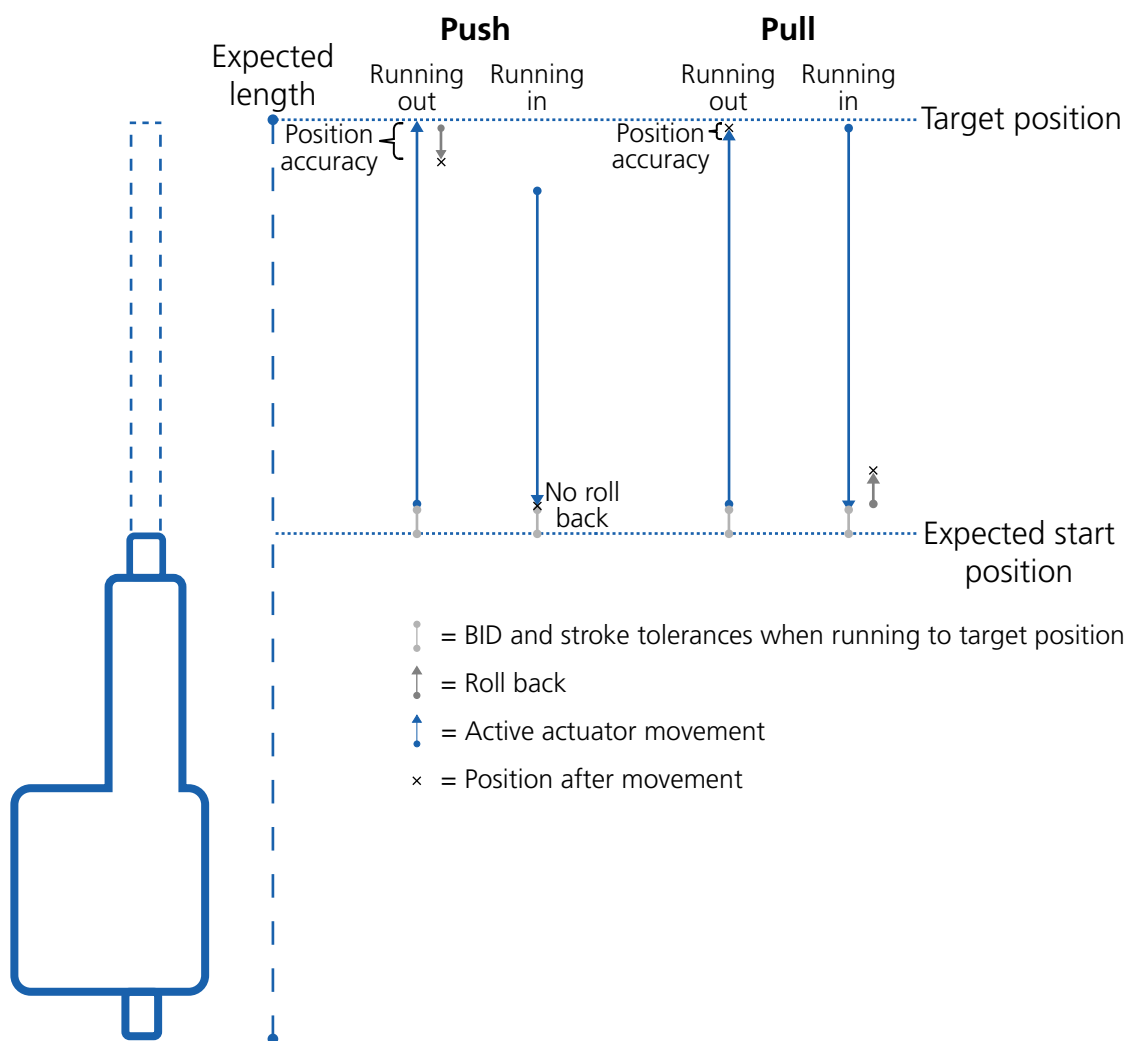 Push
Pull
Expected
length
Running
out
Running
in
Running
out
Running
in
Target position
Position
accuracy
Position
accuracy
No roll
back
Expected start
position
= BID and stroke tolerances when running to target position
= Roll back
= Active actuator movement
× = Position after movement